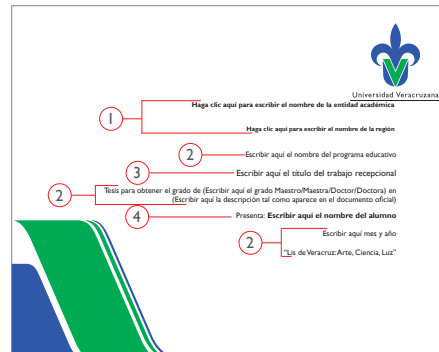 Universidad Veracruzana
Haga clic aquí para escribir el nombre de la entidad académica
1
Haga clic aquí para escribir el nombre de la región
2 Escribir aquí el nombre del programa educativo
3 Escribir aquí el título del trabajo recepcional
2 Tesis para obtener el grado de (Escribir aquí el grado Maestro/Maestra/Doctor/Doctora) en
(Escribir aquí la descripción tal como aparece en el documento oficial)
4 Presenta: Escribir aquí el nombre del alumno
2 Escribir aquí mes y año
“Lis de Veracruz: Arte, Ciencia, Luz”